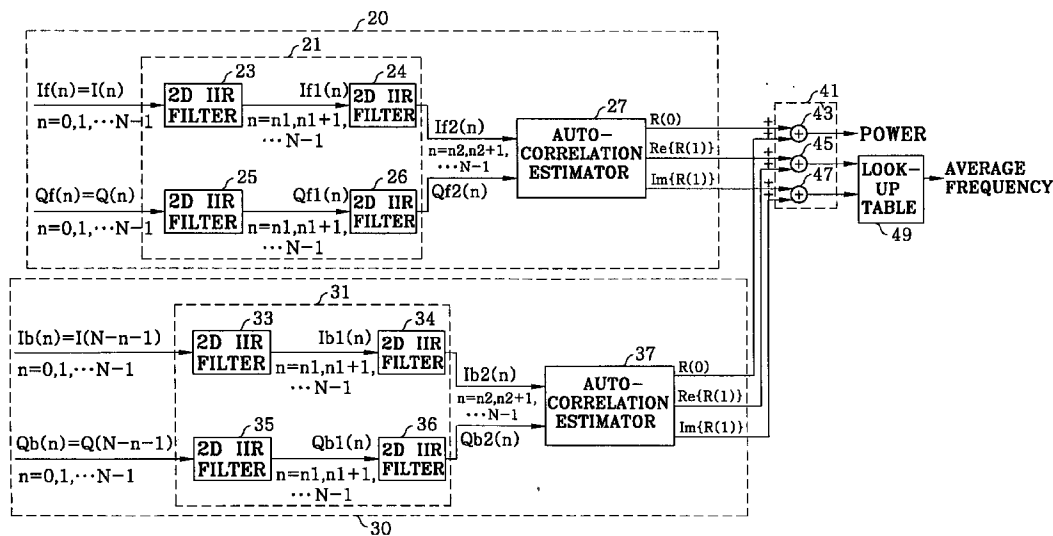 20
21
If(n)=I(n)
n=0,1,⋯N−1
23
2D IIR
FILTER
If1(n)
n=n1,n1+1,
⋯N−1
24
2D IIR
FILTER
If2(n)
n=n2,n2+1,
⋯N−1
Qf2(n)
Qf(n)=Q(n)
n=0,1,⋯N−1
25
2D IIR
FILTER
Qf1(n)
n=n1,n1+1,
⋯N−1
26
2D IIR
FILTER
27
AUTO−
CORRELATION
ESTIMATOR
R(0)
Re{R(1)}
Im{R(1)}
41
43
+
+
45
+
+
47
+
+
POWER
LOOK−
UP
TABLE
49
AVERAGE
FREQUENCY
31
Ib(n)=I(N−n−1)
n=0,1,⋯N−1
33
2D IIR
FILTER
Ib1(n)
n=n1,n1+1,
⋯N−1
34
2D IIR
FILTER
Ib2(n)
n=n2,n2+1,
⋯N−1
Qb2(n)
Qb(n)=Q(N−n−1)
n=0,1,⋯N−1
35
2D IIR
FILTER
Qb1(n)
n=n1,n1+1,
⋯N−1
36
2D IIR
FILTER
37
AUTO−
CORRELATION
ESTIMATOR
R(0)
Re{R(1)}
Im{R(1)}
30